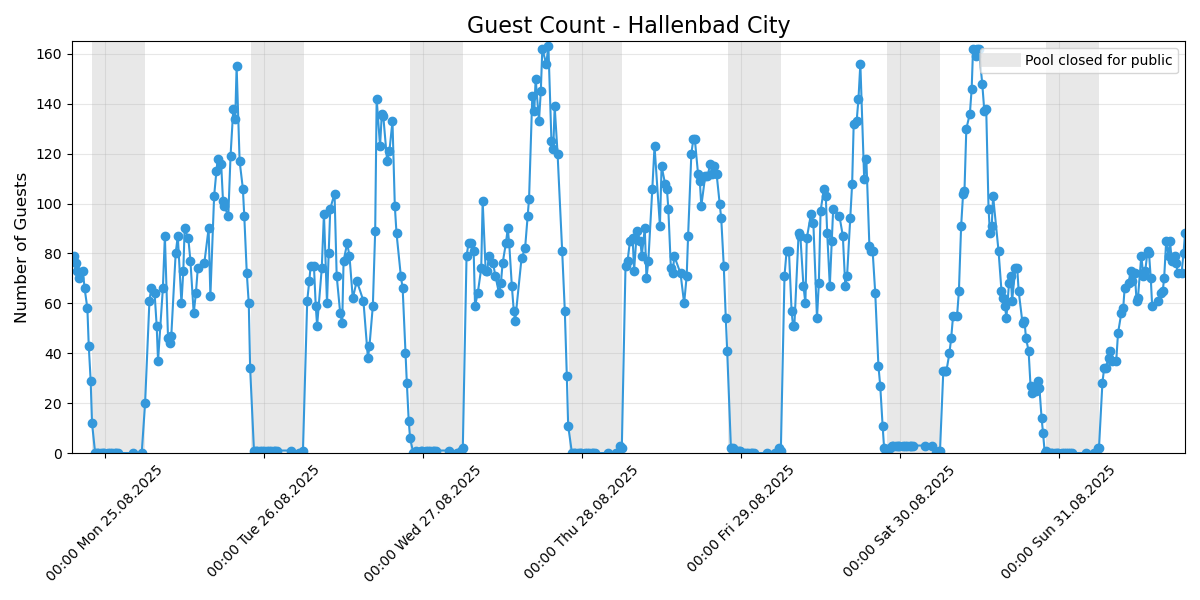 Guest Count - Hallenbad City
Pool closed for public
Number of Guests
160
140
120
100
80
60
40
20
0
00:00 Mon 25.08.2025
00:00 Tue 26.08.2025
00:00 Wed 27.08.2025
00:00 Thu 28.08.2025
00:00 Fri 29.08.2025
00:00 Sat 30.08.2025
00:00 Sun 31.08.2025